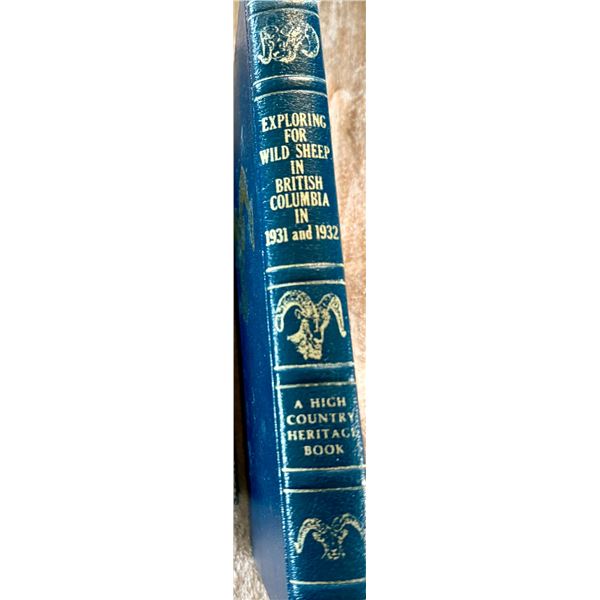 EXPLORING
FOR
WILD SHEEP
IN
BRITISH
COLUMBIA
IN
1931 and 1932
A HIGH
COUNTRY
HERITAGE
BOOK